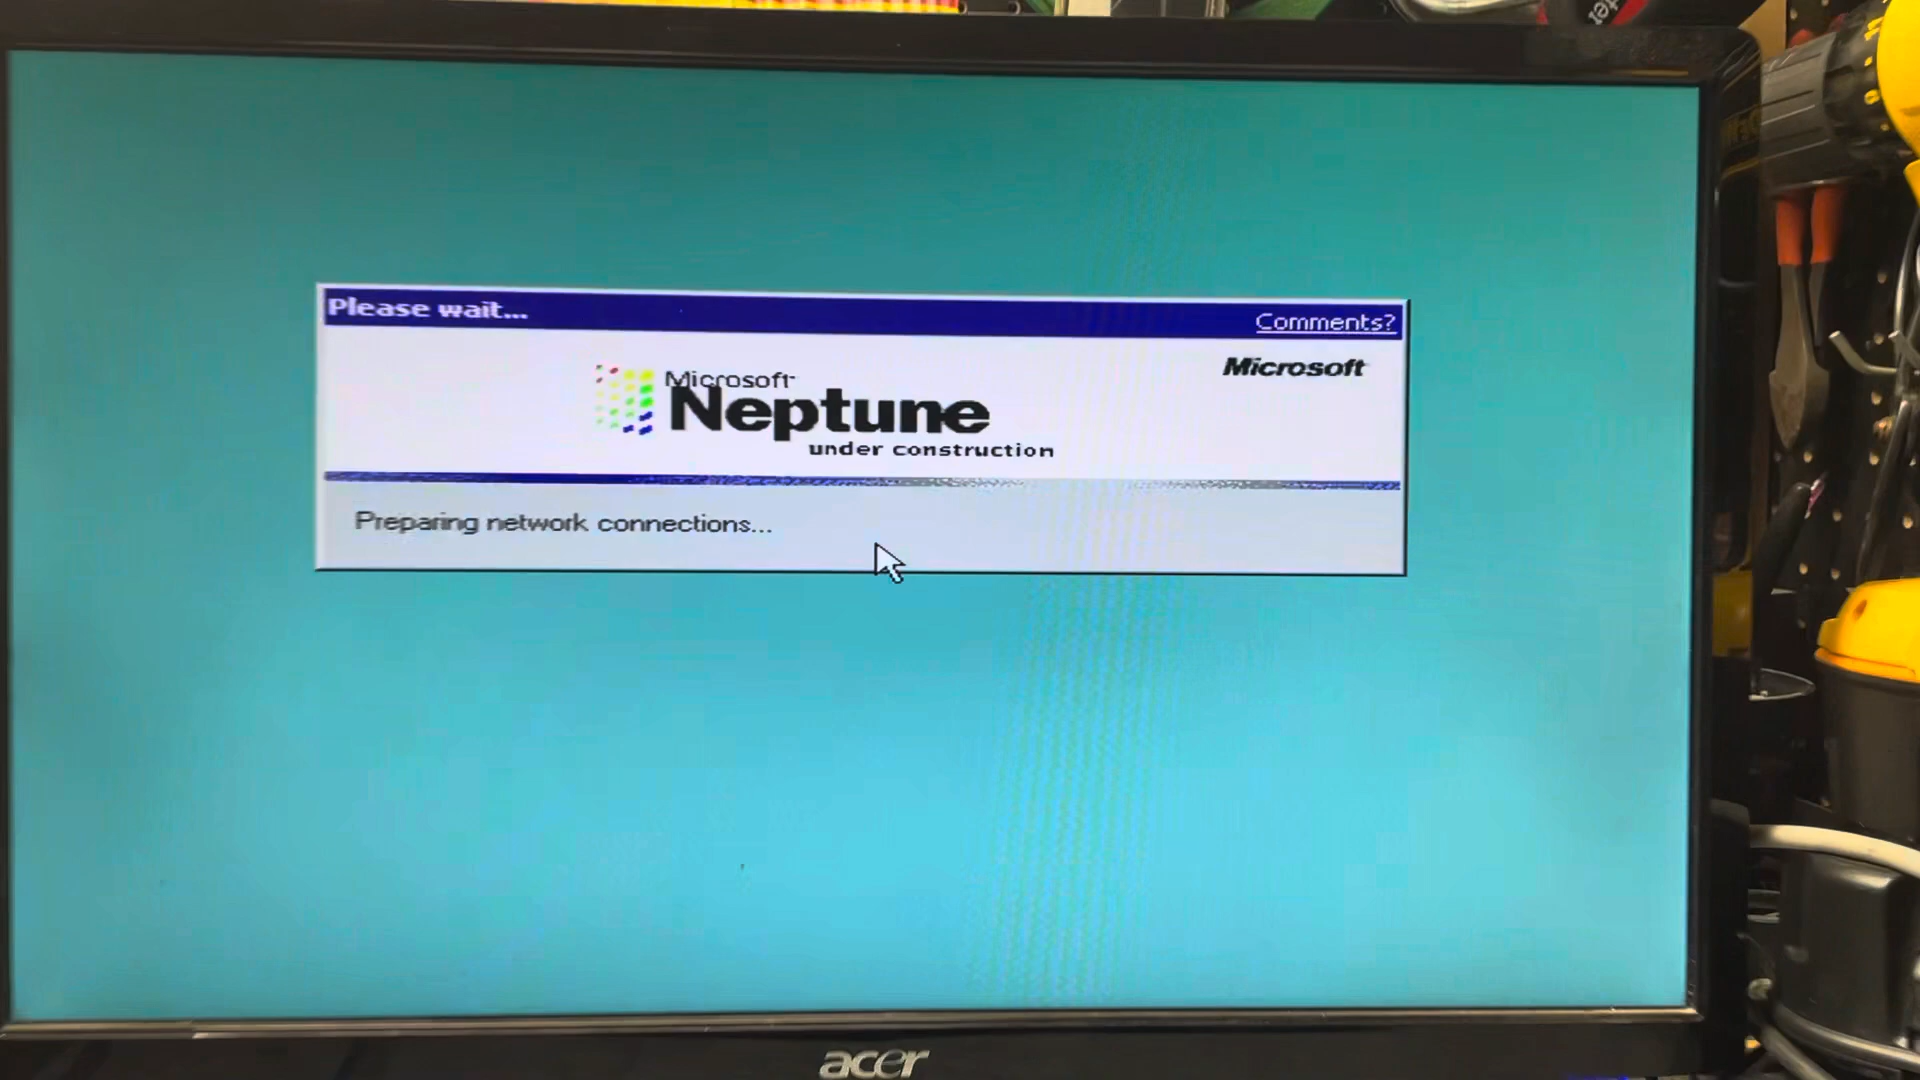 Please wait...
Comments?
Microsoft
Microsoft
Neptune
under construction
Preparing network connections...
acer